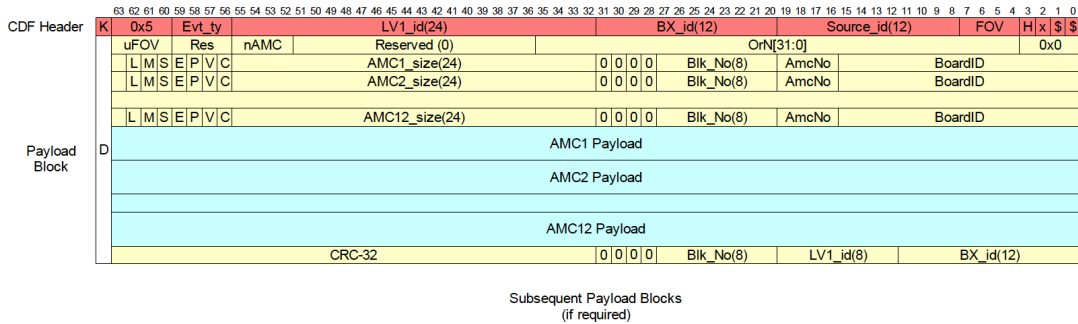 63 62 61 60 59 58 57 56 55 54 53 52 51 50 49 48 47 46 45 44 43 42 41 40 39 38 37 36 35 34 33 32 31 30 29 28 27 26 25 24 23 22 21 20 19 18 17 16 15 14 13 12 11 10 9 8 7 6 5 4 3 2 1 0
CDF Header K 0x5 Evt_ty LV1_id(24) BX_id(12) Source_id(12) FOV H x $ $
uFOV Res nAMC Reserved (0) OrN[31:0] 0x0
L M S E P V C AMC1_size(24) 0 0 0 0 Blk_No(8) AmcNo BoardID
L M S E P V C AMC2_size(24) 0 0 0 0 Blk_No(8) AmcNo BoardID
L M S E P V C AMC12_size(24) 0 0 0 0 Blk_No(8) AmcNo BoardID
AMC1 Payload
Payload
Block
D
AMC2 Payload
AMC12 Payload
CRC-32 0 0 0 0 Blk_No(8) LV1_id(8) BX_id(12)
Subsequent Payload Blocks
(if required)